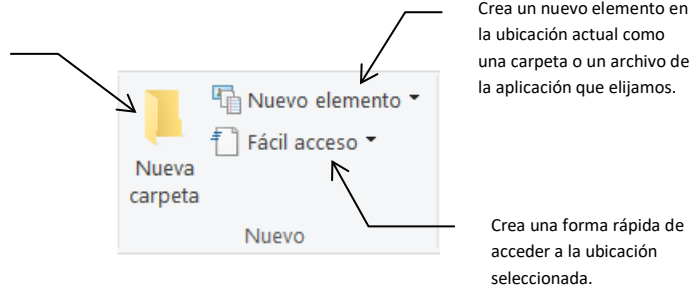 Crea un nuevo elemento en
la ubicación actual como
una carpeta o un archivo de
la aplicación que elijamos.
Nuevo elemento
Fácil acceso
Nueva
carpeta
Nuevo
Crea una forma rápida de
acceder a la ubicación
seleccionada.